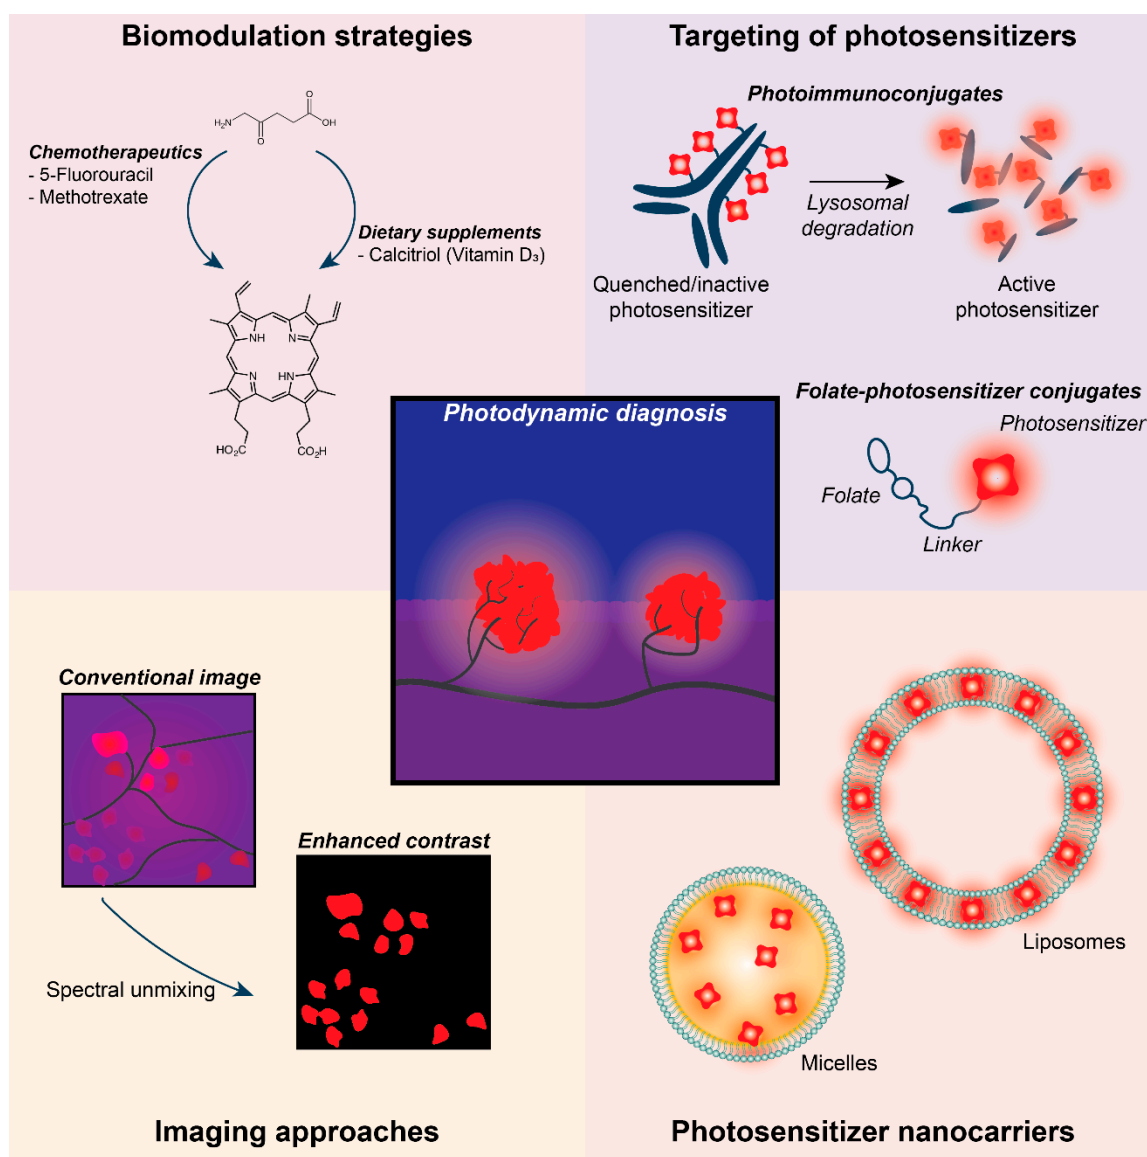 Biomodulation strategies
O
H₂N
OH
O
Chemotherapeutics
- 5-Fluorouracil
- Methotrexate
Dietary supplements
- Calcitriol (Vitamin D₃)
NH
N
N
HN
HO₂C
CO₂H
Targeting of photosensitizers
Photoimmunoconjugates
Lysosomal
degradation
Quenched/inactive
photosensitizer
Active
photosensitizer
Folate-photosensitizer conjugates
Photosensitizer
Folate
Linker
Photodynamic diagnosis
Conventional image
Enhanced contrast
Spectral unmixing
Imaging approaches
Liposomes
Micelles
Photosensitizer nanocarriers